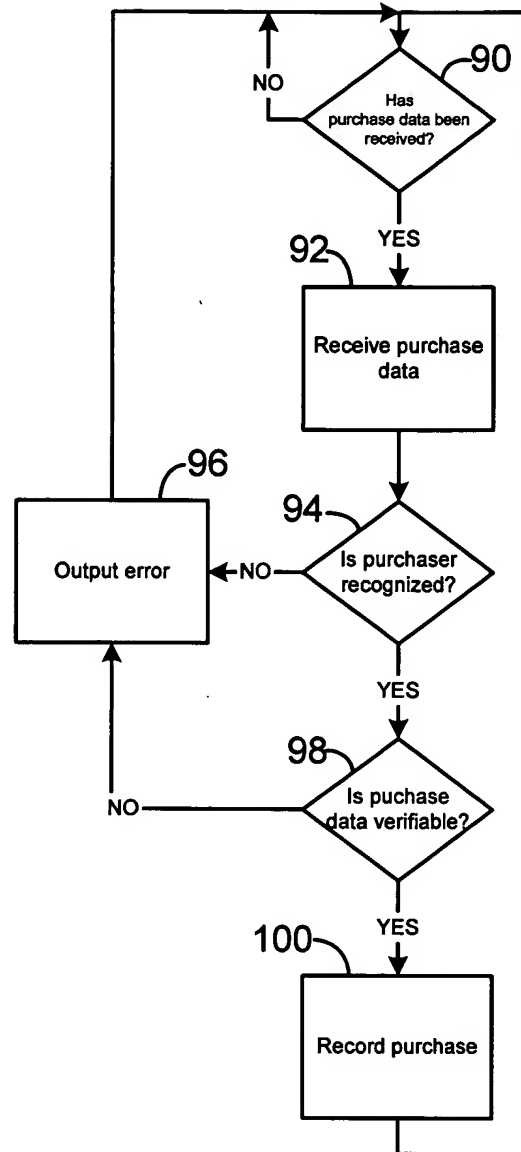 90
NO
Has
purchase data been
received?
YES
92
Receive purchase
data
96
94
Output error
NO
Is purchaser
recognized?
YES
98
NO
Is puchase
data verifiable?
YES
100
Record purchase